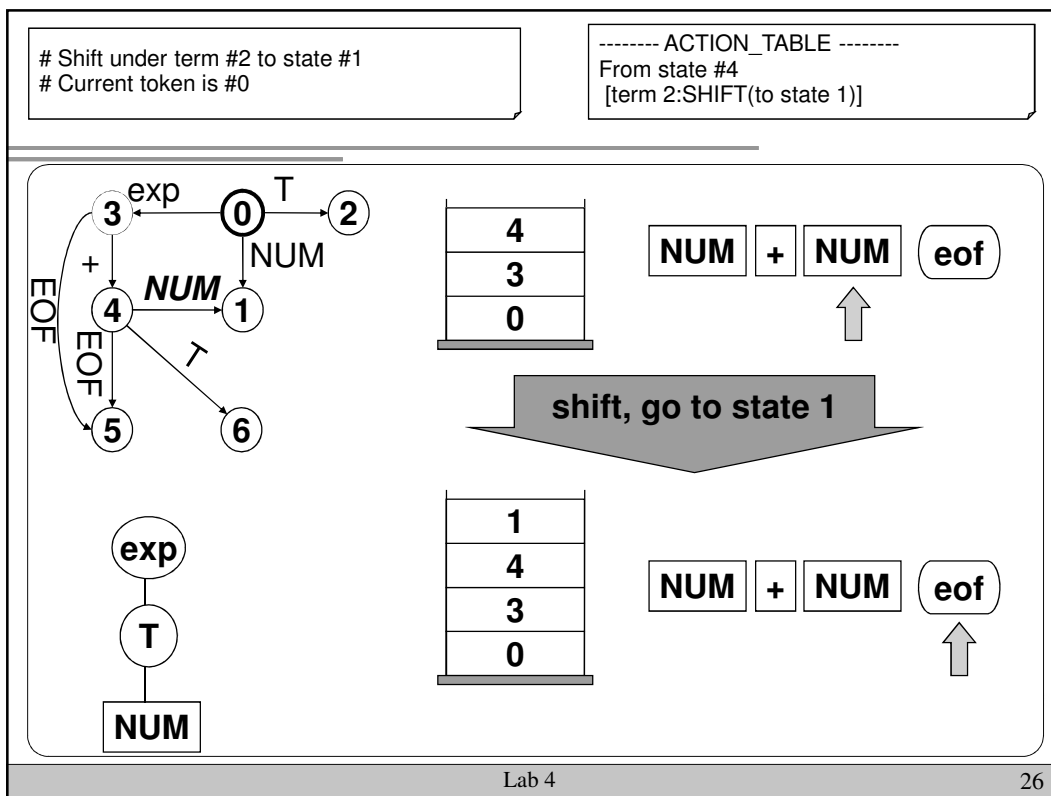 # Shift under term #2 to state #1
# Current token is #0
-------- ACTION_TABLE --------
From state #4
[term 2:SHIFT(to state 1)]
exp T
3 0 2
+ NUM
NUM
4 1
EOF EOF T
5 6
4
3
0
NUM + NUM eof
shift, go to state 1
exp
T
NUM
1
4
3
0
NUM + NUM eof
Lab 4 26